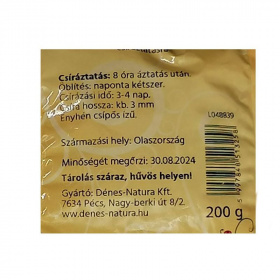 Csíráztatás: 8 óra áztatás után.
Öblítés: naponta kétszer.
Csírázási idő: 3-4 nap.
Csíra hossza: kb. 3 mm
Enyhén csípős ízű.
L048839
Származási hely: Olaszország
Minőségét megőrzi: 30.08.2024
Tárolás száraz, hűvös helyen!
Gyártó: Dénes-Natura Kft.
7634 Pécs, Nagy-berki út 8/2.
www.denes-natura.hu
200 g